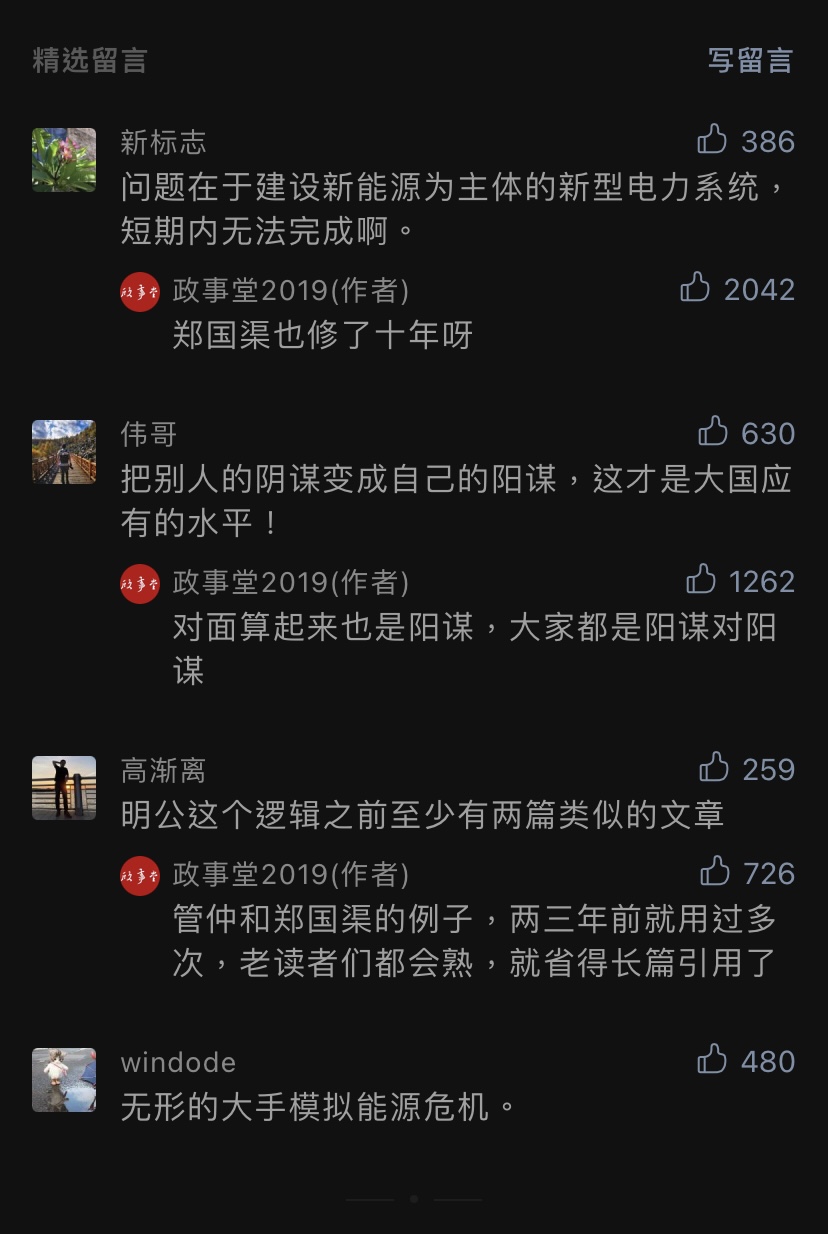 精选留言
写留言
新标志
386
问题在于建设新能源为主体的新型电力系统，
短期内无法完成啊。
政事堂2019(作者)
2042
郑国渠也修了十年呀
伟哥
630
把别人的阴谋变成自己的阳谋，这才是大国应
有的水平！
政事堂2019(作者)
1262
对面算起来也是阳谋，大家都是阳谋对阳
谋
高渐离
259
明公这个逻辑之前至少有两篇类似的文章
政事堂2019(作者)
726
管仲和郑国渠的例子，两三年前就用过多
次，老读者们都会熟，就省得长篇引用了
windode
480
无形的大手模拟能源危机。